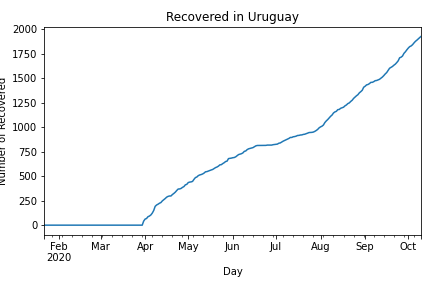 Recovered in Uruguay
Number of Recovered
2000
1750
1500
1250
1000
750
500
250
0
Feb Mar Apr May Jun Jul Aug Sep Oct
2020
Day